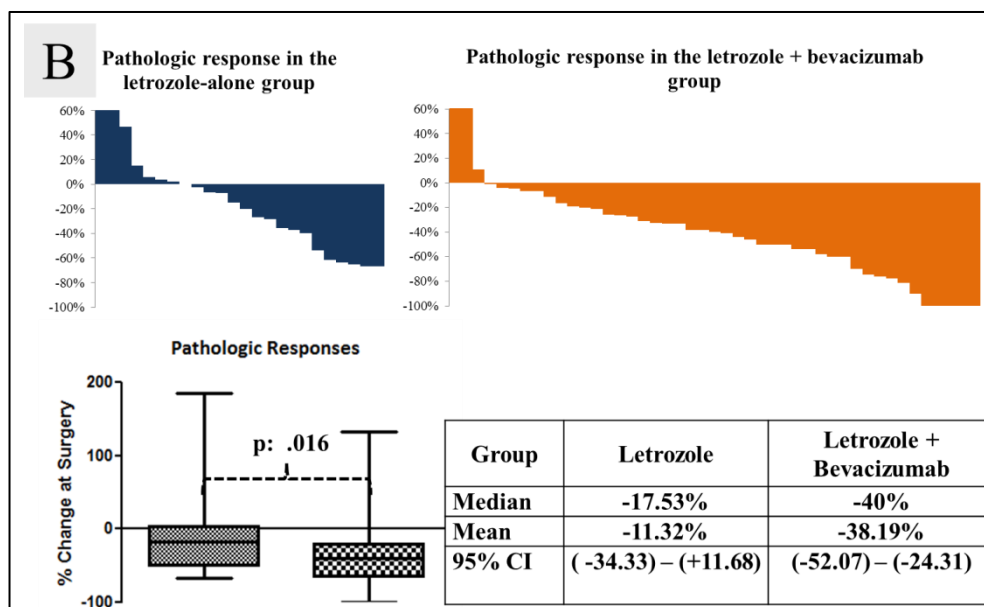 B
Pathologic response in the
letrozole-alone group
60%
40%
20%
0%
-20%
-40%
-60%
-80%
-100%
Pathologic response in the letrozole + bevacizumab
group
60%
40%
20%
0%
-20%
-40%
-60%
-80%
-100%
Pathologic Responses
% Change at Surgery
200
100
0
-100
p: .016
Group Letrozole Letrozole +
Bevacizumab
Median -17.53% -40%
Mean -11.32% -38.19%
95% CI ( -34.33) – (+11.68) (-52.07) – (-24.31)